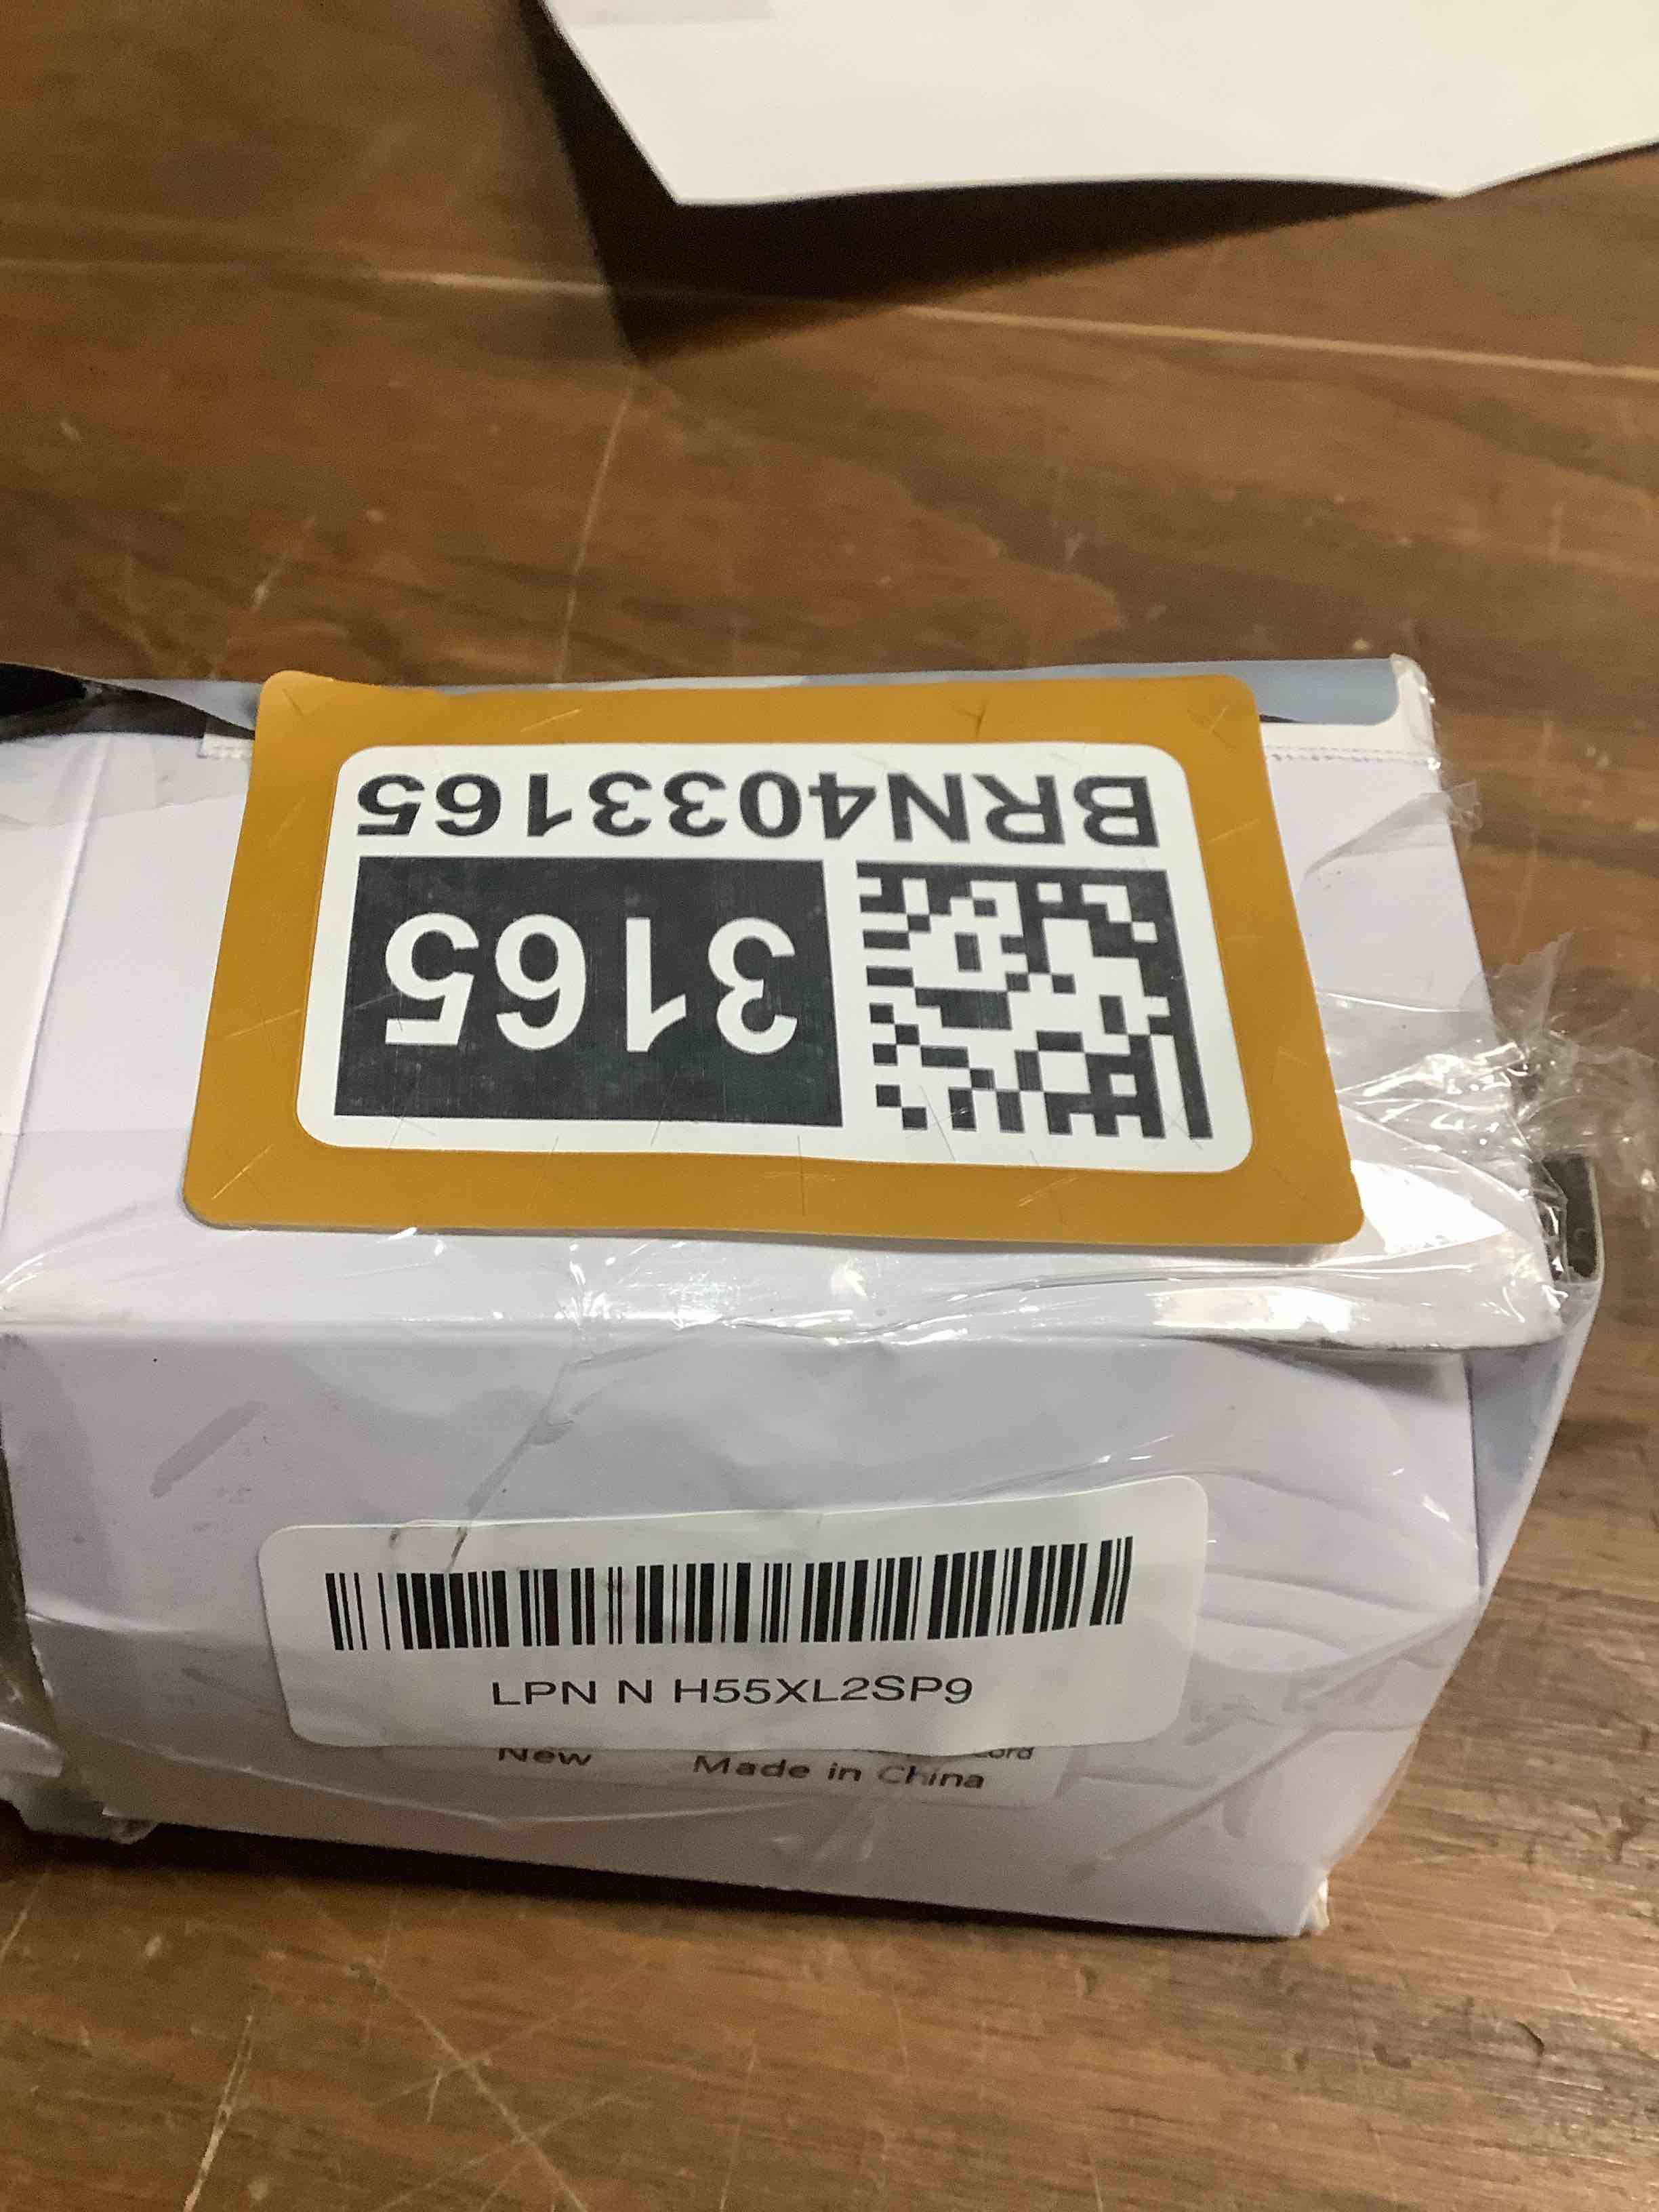 BRN4033165
3165
LPN N H55XL2SP9
New
Made in China